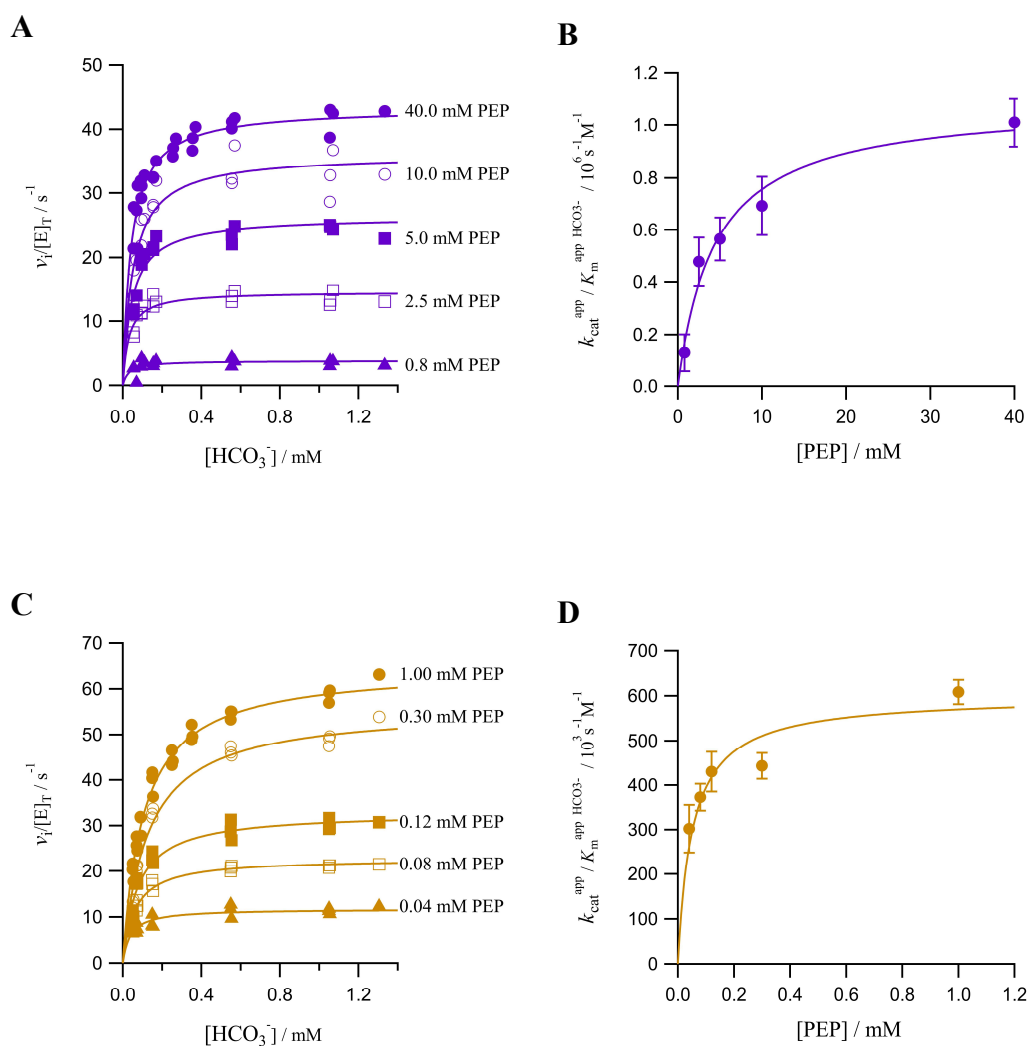 A
50
40
30
20
10
0
0.0 0.4 0.8 1.2
v_i/[E]_T / s^-1
[HCO3^-] / mM
40.0 mM PEP
10.0 mM PEP
5.0 mM PEP
2.5 mM PEP
0.8 mM PEP
B
1.2
1.0
0.8
0.6
0.4
0.2
0.0
0 10 20 30 40
k_cat^app / K_m^app HCO3- / 10^6 s^-1 M^-1
[PEP] / mM
C
70
60
50
40
30
20
10
0
0.0 0.4 0.8 1.2
v_i/[E]_T / s^-1
[HCO3^-] / mM
1.00 mM PEP
0.30 mM PEP
0.12 mM PEP
0.08 mM PEP
0.04 mM PEP
D
700
600
500
400
300
200
100
0
0.0 0.2 0.4 0.6 0.8 1.0 1.2
k_cat^app / K_m^app HCO3- / 10^3 s^-1 M^-1
[PEP] / mM